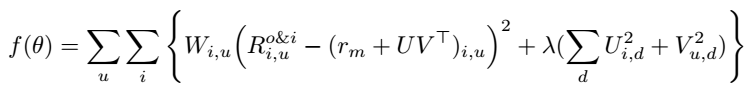 f(θ) = ∑_u ∑_i { W_{i,u} ( R^{o&i}_{i,u} − (r_m + UV^⊤)_{i,u} )^2 + λ( ∑_d U^2_{i,d} + V^2_{u,d} ) }